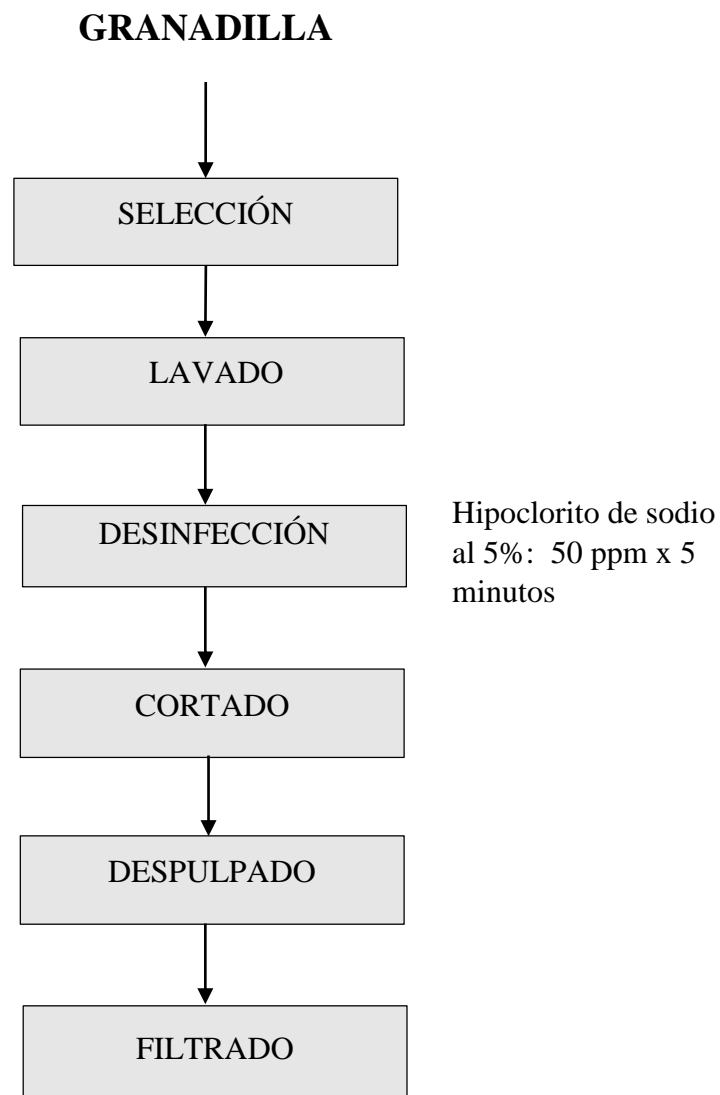 GRANADILLA
SELECCIÓN
LAVADO
DESINFECCIÓN
Hipoclorito de sodio
al 5%: 50 ppm x 5
minutos
CORTADO
DESPULPADO
FILTRADO